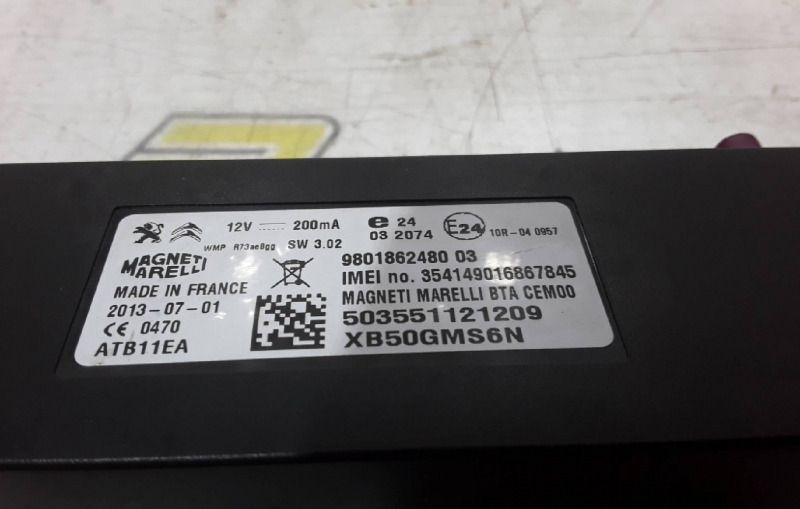 12V 200mA e 24 E24
WMP R73ae8gg SW 3.02 03 2074 10R-04 0957
MAGNETI
MARELLI
9801862480 03
IMEI no. 354149016867845
MADE IN FRANCE
MAGNETI MARELLI BTA CEM00
2013-07-01
503551121209
CE 0470
XB50GMS6N
ATB11EA